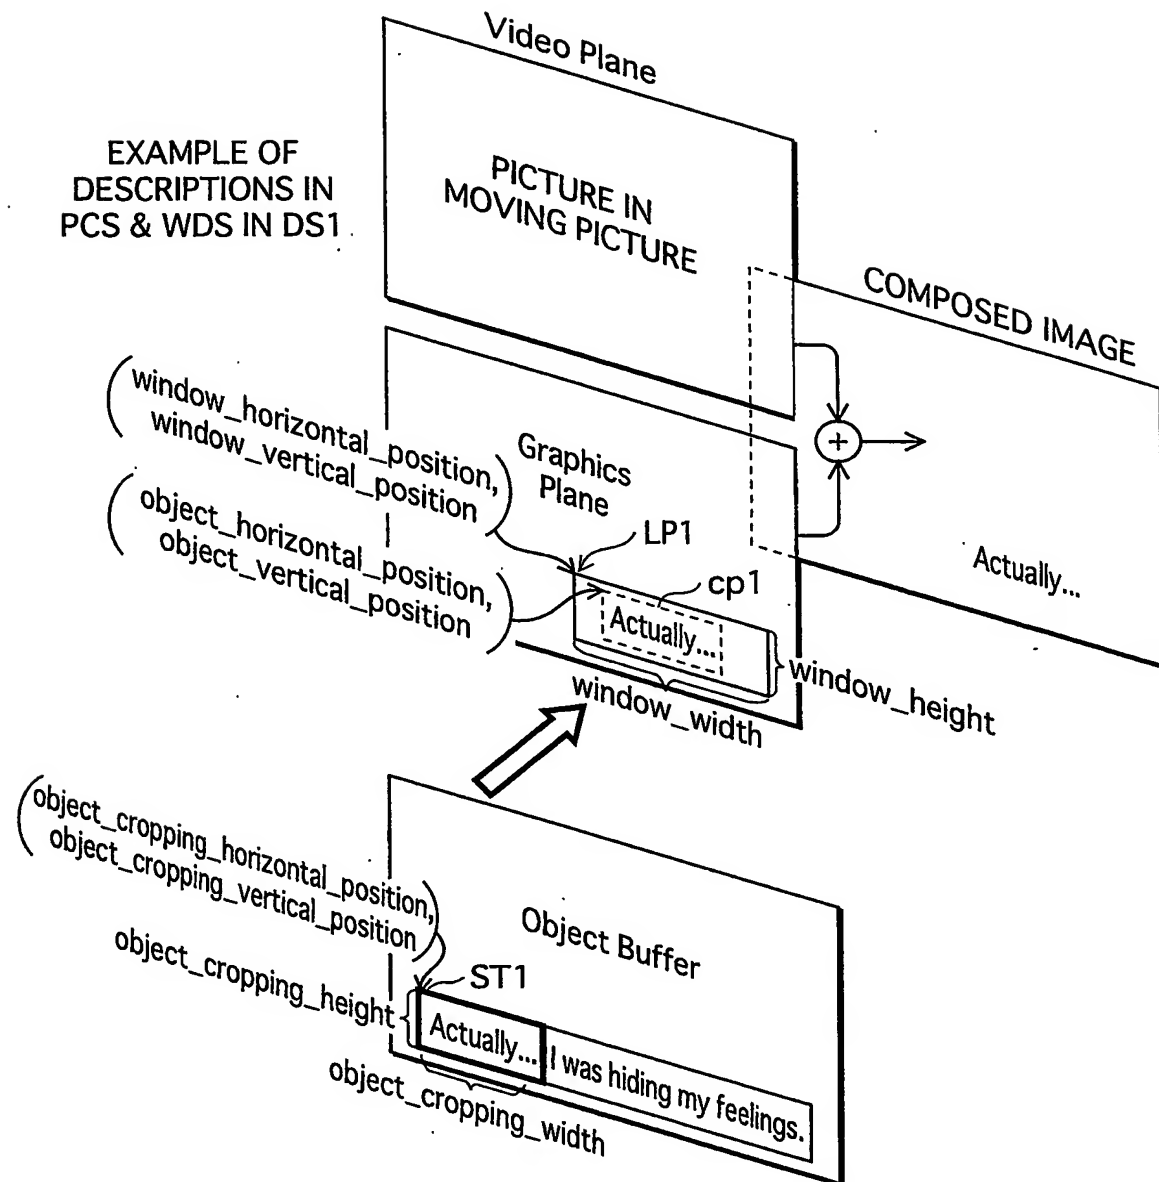 Video Plane
EXAMPLE OF
DESCRIPTIONS IN
PCS & WDS IN DS1
PICTURE IN
MOVING PICTURE
COMPOSED IMAGE
(window_horizontal_position,
window_vertical_position)
Graphics
Plane
+
(object_horizontal_position,
object_vertical_position)
LP1
cp1
Actually...
Actually...
window_height
window_width
(object_cropping_horizontal_position,
object_cropping_vertical_position)
Object Buffer
object_cropping_height
ST1
Actually... I was hiding my feelings.
object_cropping_width